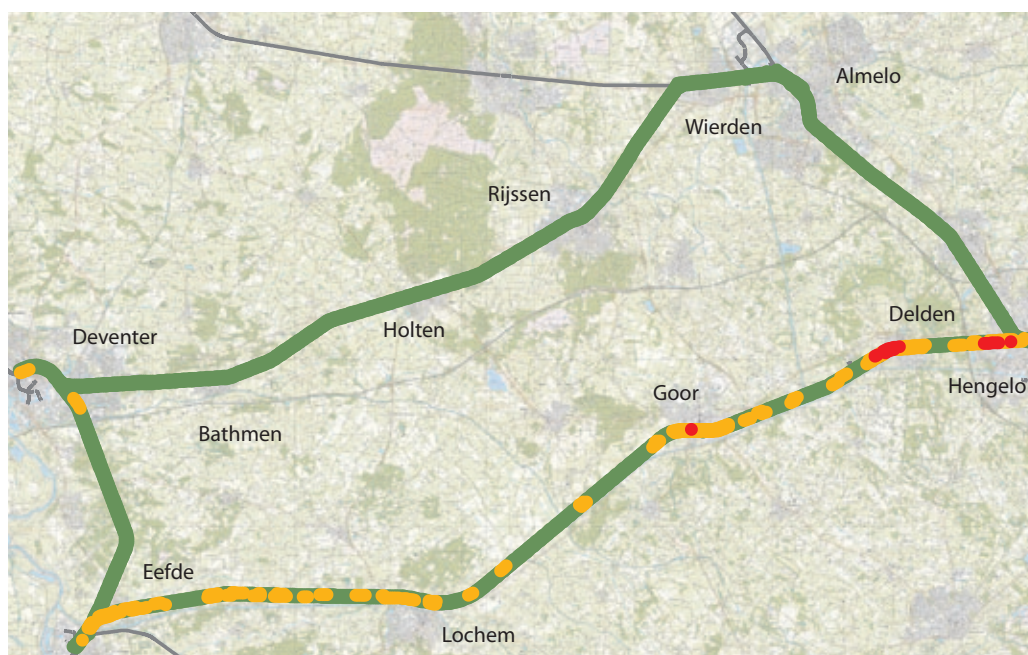 Almelo
Wierden
Rijssen
Delden
Holten
Deventer
Hengelo
Goor
Bathmen
Eefde
Lochem